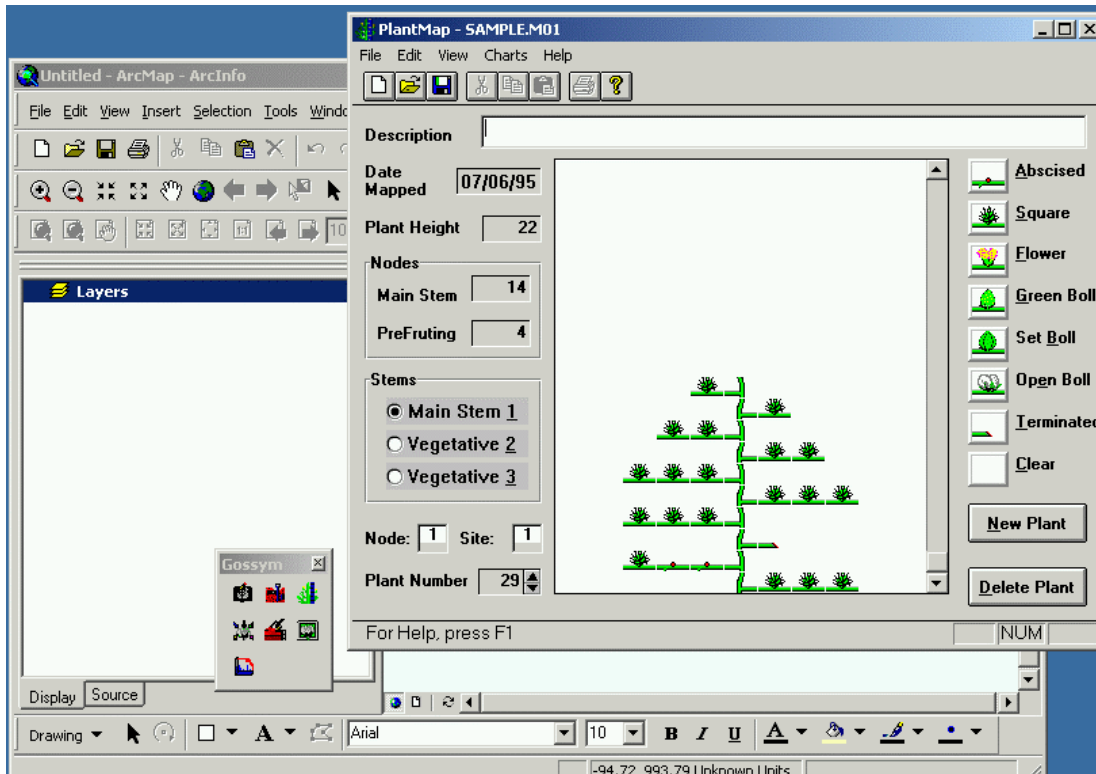 PlantMap - SAMPLE.M01
File Edit View Charts Help
Description
Date Mapped 07/06/95
Plant Height 22
Nodes
Main Stem 14
PreFruting 4
Stems
Main Stem 1
Vegetative 2
Vegetative 3
Node: 1 Site: 1
Plant Number 29
Abscised
Square
Flower
Green Boll
Set Boll
Open Boll
Terminated
Clear
New Plant
Delete Plant
For Help, press F1
NUM
Untitled - ArcMap - ArcInfo
File Edit View Insert Selection Tools
1:1
10
Layers
Gossym
Display Source
Drawing A Arial 10 B I U A
-94.72 993.79 Unknown Units